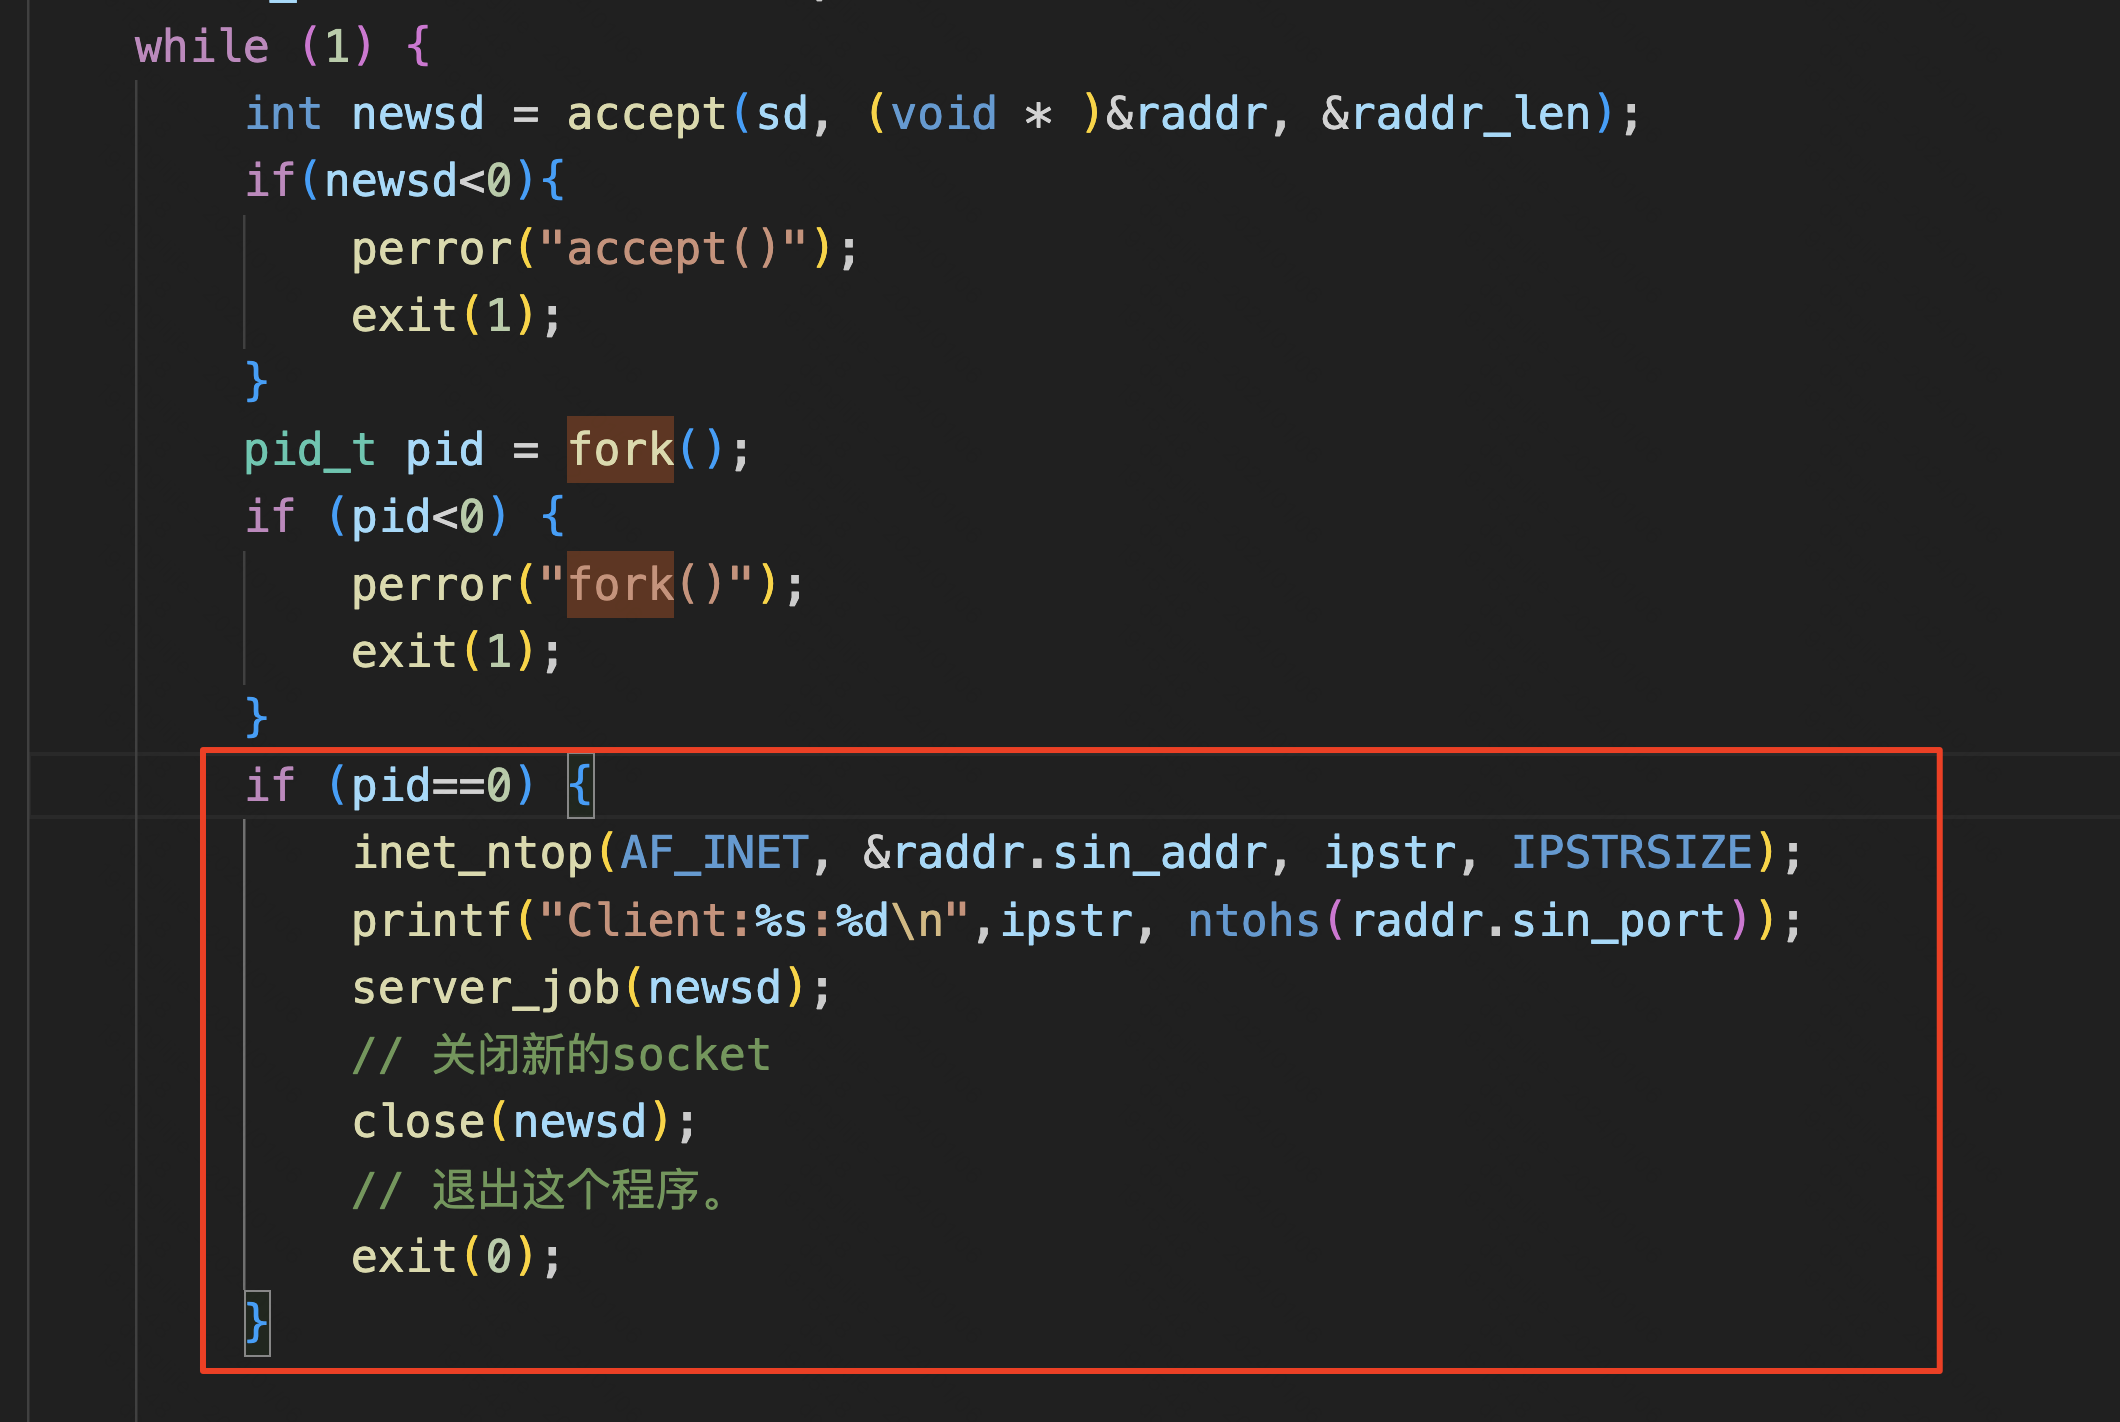 while (1) {
int newsd = accept(sd, (void * )&raddr, &raddr_len);
if(newsd<0){
perror("accept()");
exit(1);
}
pid_t pid = fork();
if (pid<0) {
perror("fork()");
exit(1);
}
if (pid==0) {
inet_ntop(AF_INET, &raddr.sin_addr, ipstr, IPSTRSIZE);
printf("Client:%s:%d\n",ipstr, ntohs(raddr.sin_port));
server_job(newsd);
// 关闭新的socket
close(newsd);
// 退出这个程序。
exit(0);
}